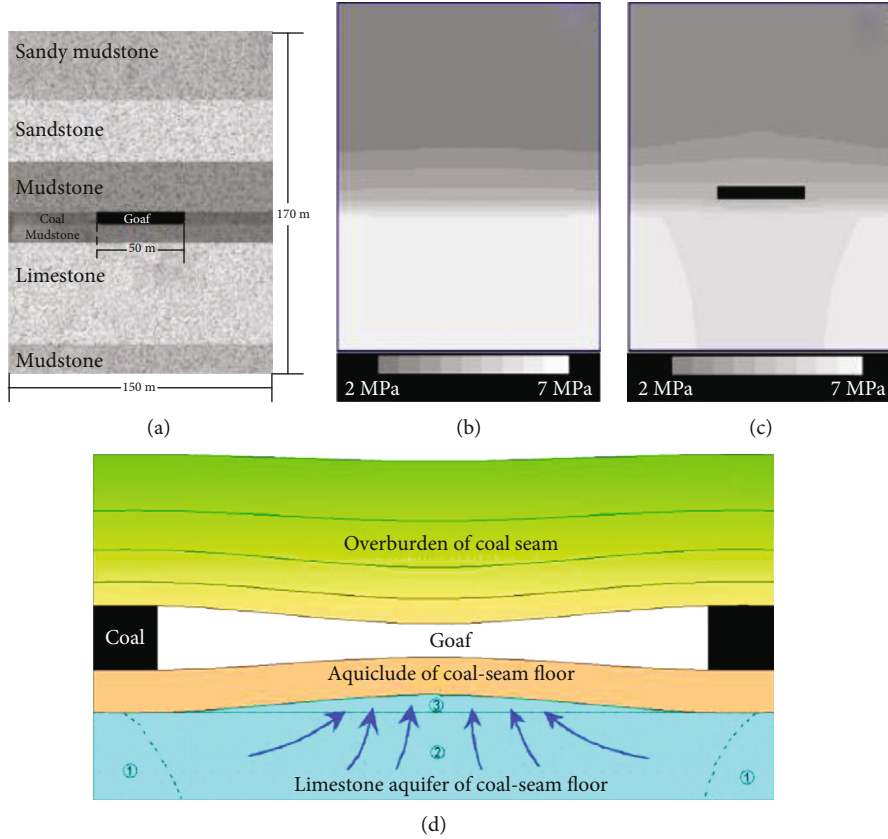 Sandy mudstone
Sandstone
Mudstone
Coal
Goaf
Mudstone
50 m
170 m
Limestone
Mudstone
150 m
(a)
2 MPa 7 MPa
(b)
2 MPa 7 MPa
(c)
Overburden of coal seam
Coal
Goaf
Aquiclude of coal-seam floor
③
②
① ①
Limestone aquifer of coal-seam floor
(d)